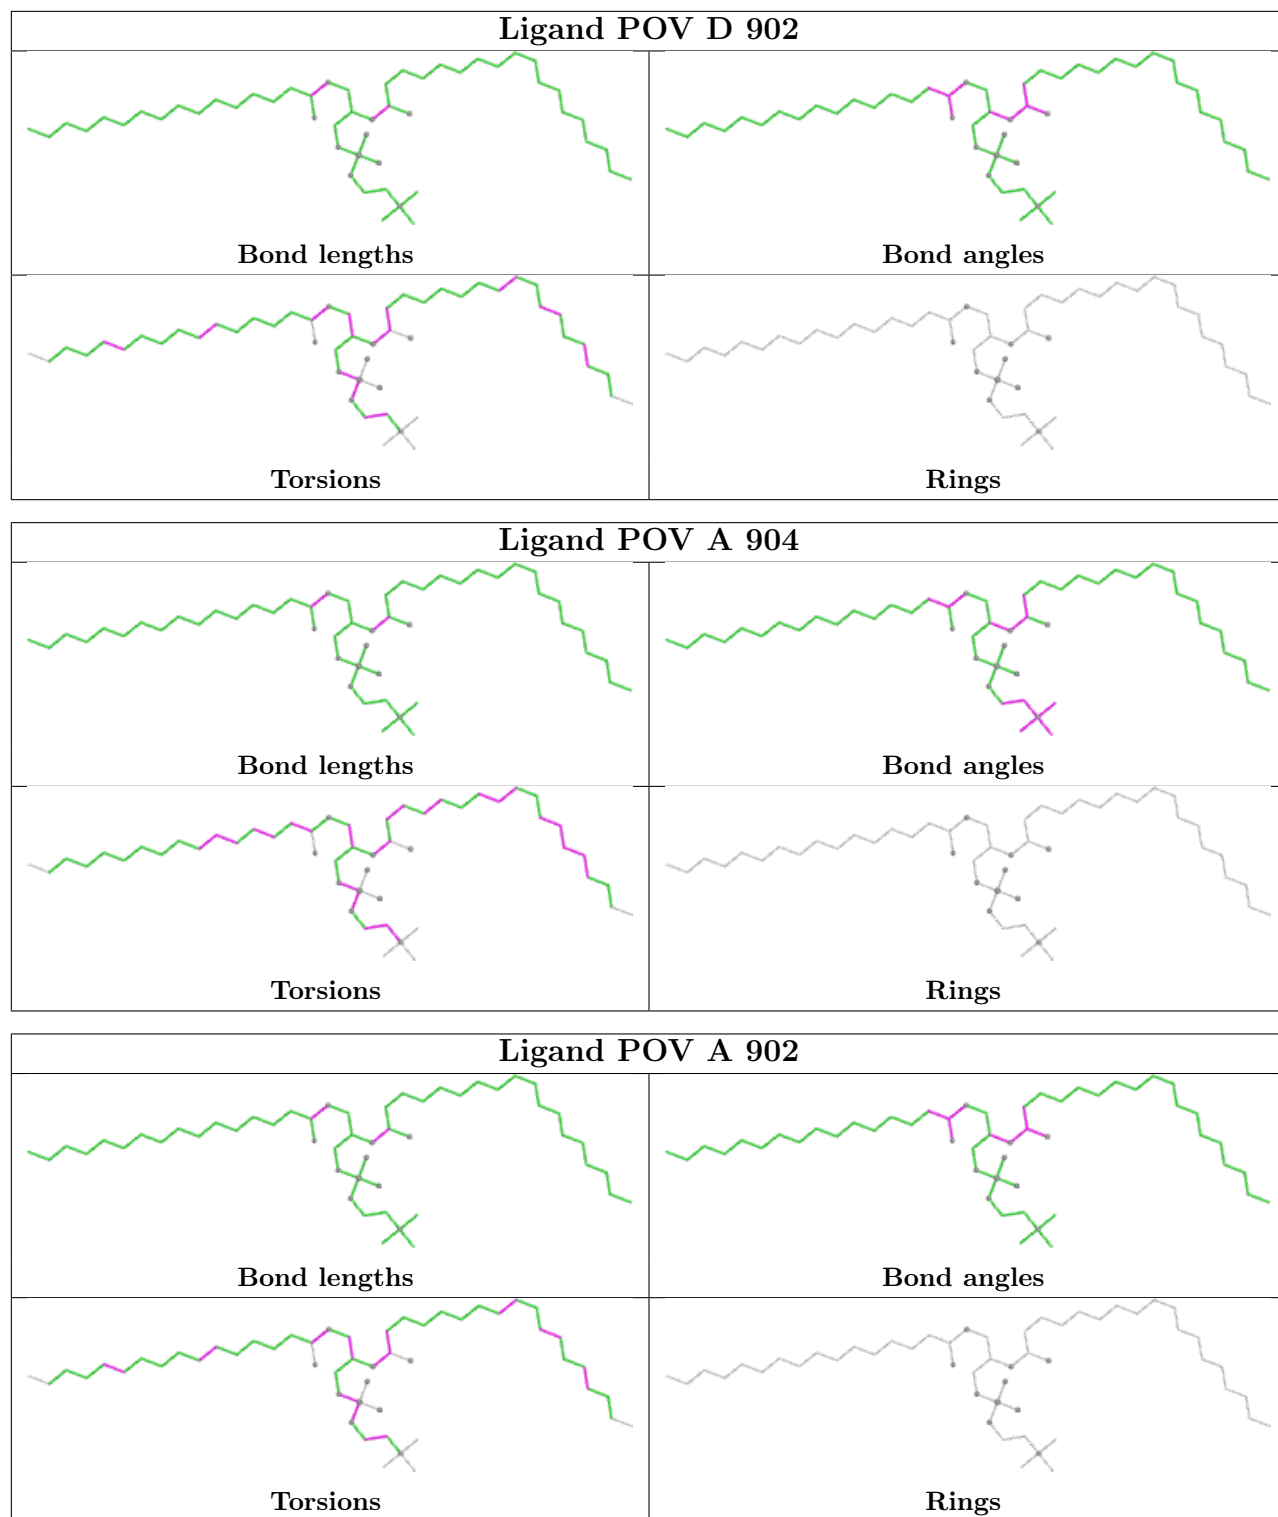 Ligand POV D 902
Bond lengths
Bond angles
Torsions
Rings
Ligand POV A 904
Bond lengths
Bond angles
Torsions
Rings
Ligand POV A 902
Bond lengths
Bond angles
Torsions
Rings